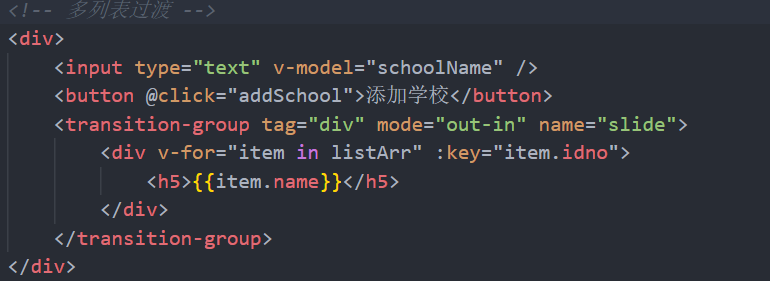 <!-- 多列表过渡 -->
<div>
    <input type="text" v-model="schoolName" />
    <button @click="addSchool">添加学校</button>
    <transition-group tag="div" mode="out-in" name="slide">
        <div v-for="item in listArr" :key="item.idno">
            <h5>{{item.name}}</h5>
        </div>
    </transition-group>
</div>